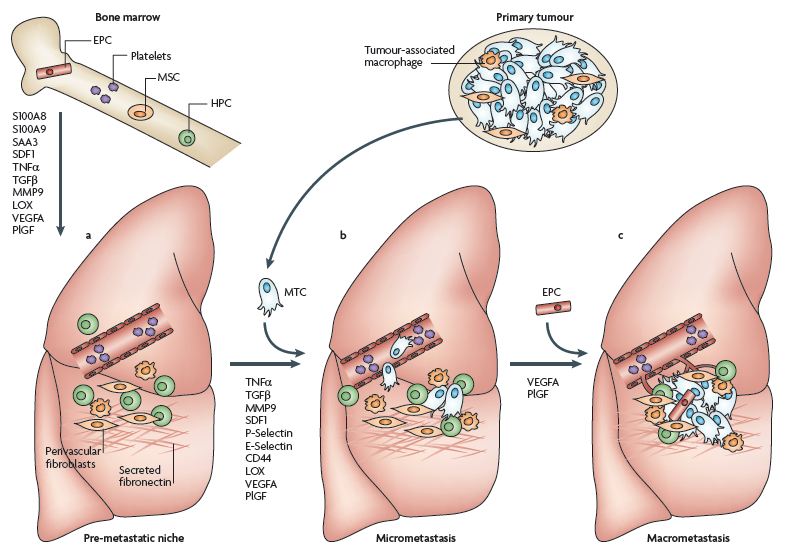 Bone marrow
EPC
Platelets
MSC
HPC
Primary tumour
Tumour-associated
macrophage
S100A8
S100A9
SAA3
SDF1
TNFα
TGFβ
MMP9
LOX
VEGFA
PlGF
a
b
c
MTC
EPC
TNFα
TGFβ
MMP9
SDF1
P-Selectin
E-Selectin
CD44
LOX
VEGFA
PlGF
VEGFA
PlGF
Perivascular
fibroblasts
Secreted
fibronectin
Pre-metastatic niche
Micrometastasis
Macrometastasis